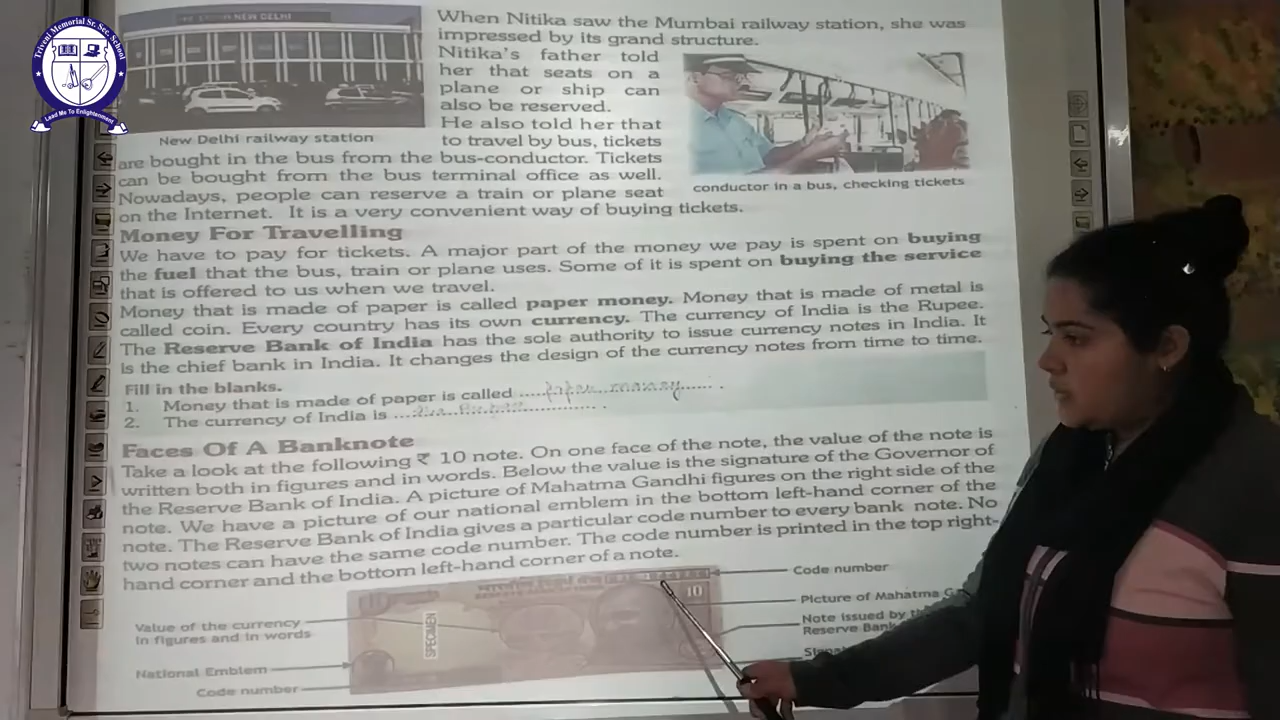 Triveni Memorial Sr. Sec. School
Lead Me To Enlightenment
NEW DELHI
When Nitika saw the Mumbai railway station, she was
impressed by its grand structure.
Nitika's father told
her that seats on a
plane or ship can
also be reserved.
He also told her that
to travel by bus, tickets
New Delhi railway station
are bought in the bus from the bus-conductor. Tickets
can be bought from the bus terminal office as well.
conductor in a bus, checking tickets
Nowadays, people can reserve a train or plane seat
on the Internet. It is a very convenient way of buying tickets.
Money For Travelling
We have to pay for tickets. A major part of the money we pay is spent on buying
the fuel that the bus, train or plane uses. Some of it is spent on buying the service
that is offered to us when we travel.
Money that is made of paper is called paper money. Money that is made of metal is
called coin. Every country has its own currency. The currency of India is the Rupee.
The Reserve Bank of India has the sole authority to issue currency notes in India. It
is the chief bank in India. It changes the design of the currency notes from time to time.
Fill in the blanks.
1. Money that is made of paper is called ...... paper money ...... .
2. The currency of India is ...... .
Faces Of A Banknote
Take a look at the following ₹ 10 note. On one face of the note, the value of the note is
written both in figures and in words. Below the value is the signature of the Governor of
the Reserve Bank of India. A picture of Mahatma Gandhi figures on the right side of the
note. We have a picture of our national emblem in the bottom left-hand corner of the
note. The Reserve Bank of India gives a particular code number to every bank note. No
two notes can have the same code number. The code number is printed in the top right-
hand corner and the bottom left-hand corner of a note.
Code number
10
Picture of Mahatma
Value of the currency
in figures and in words
SPECIMEN
Note issued by
Reserve Bank
National Emblem
Code number